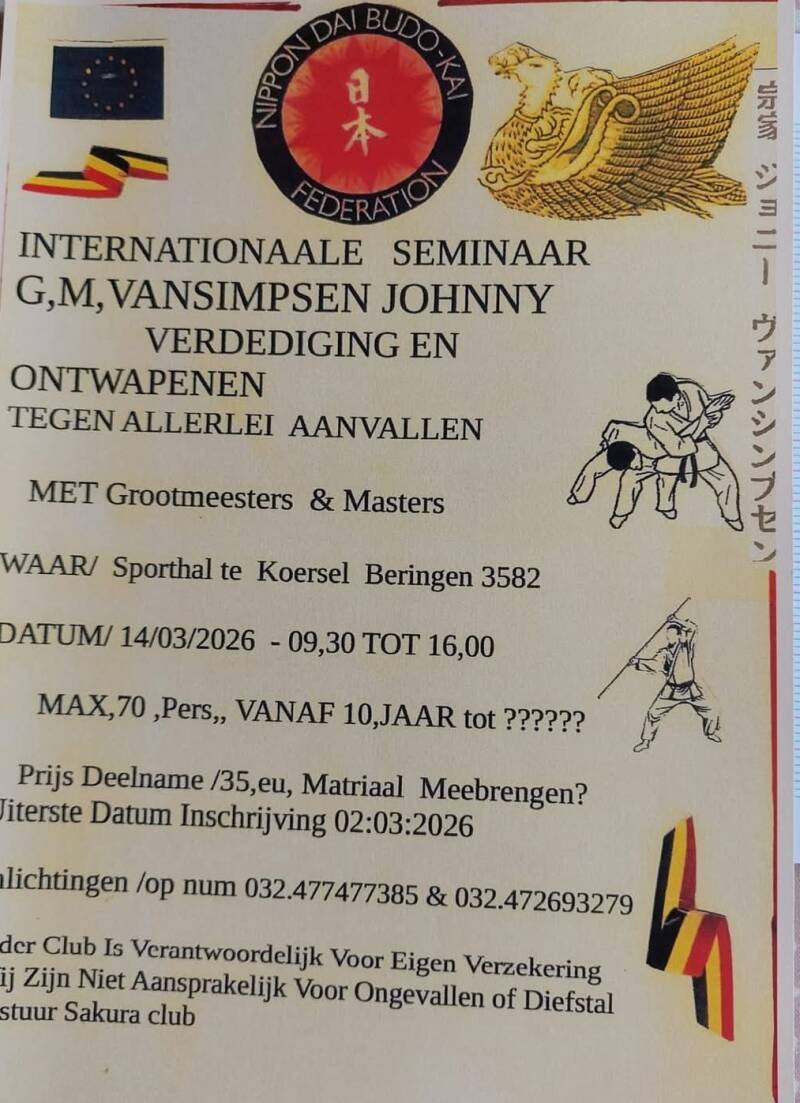 NIPPON DAI BUDO-KAI
日本
FEDERATION
宗家 ジョニー ヴァンシンプセン
INTERNATIONAALE SEMINAAR
G,M,VANSIMPSEN JOHNNY
VERDEDIGING EN
ONTWAPENEN
TEGEN ALLERLEI AANVALLEN
MET Grootmeesters & Masters
WAAR/ Sporthal te Koersel Beringen 3582
DATUM/ 14/03/2026 - 09,30 TOT 16,00
MAX,70 ,Pers,, VANAF 10,JAAR tot ??????
Prijs Deelname /35,eu, Matriaal Meebrengen?
Uiterste Datum Inschrijving 02:03:2026
nlichtingen /op num 032.477477385 & 032.472693279
der Club Is Verantwoordelijk Voor Eigen Verzekering
ij Zijn Niet Aansprakelijk Voor Ongevallen of Diefstal
stuur Sakura club